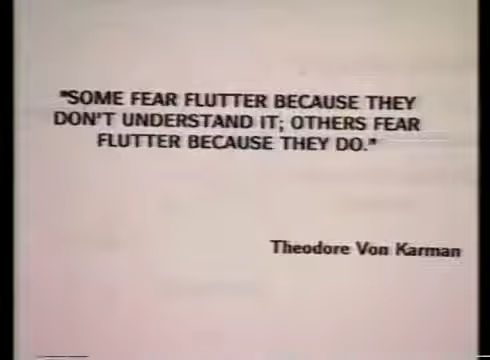 "SOME FEAR FLUTTER BECAUSE THEY
DON'T UNDERSTAND IT; OTHERS FEAR
FLUTTER BECAUSE THEY DO."
Theodore Von Karman